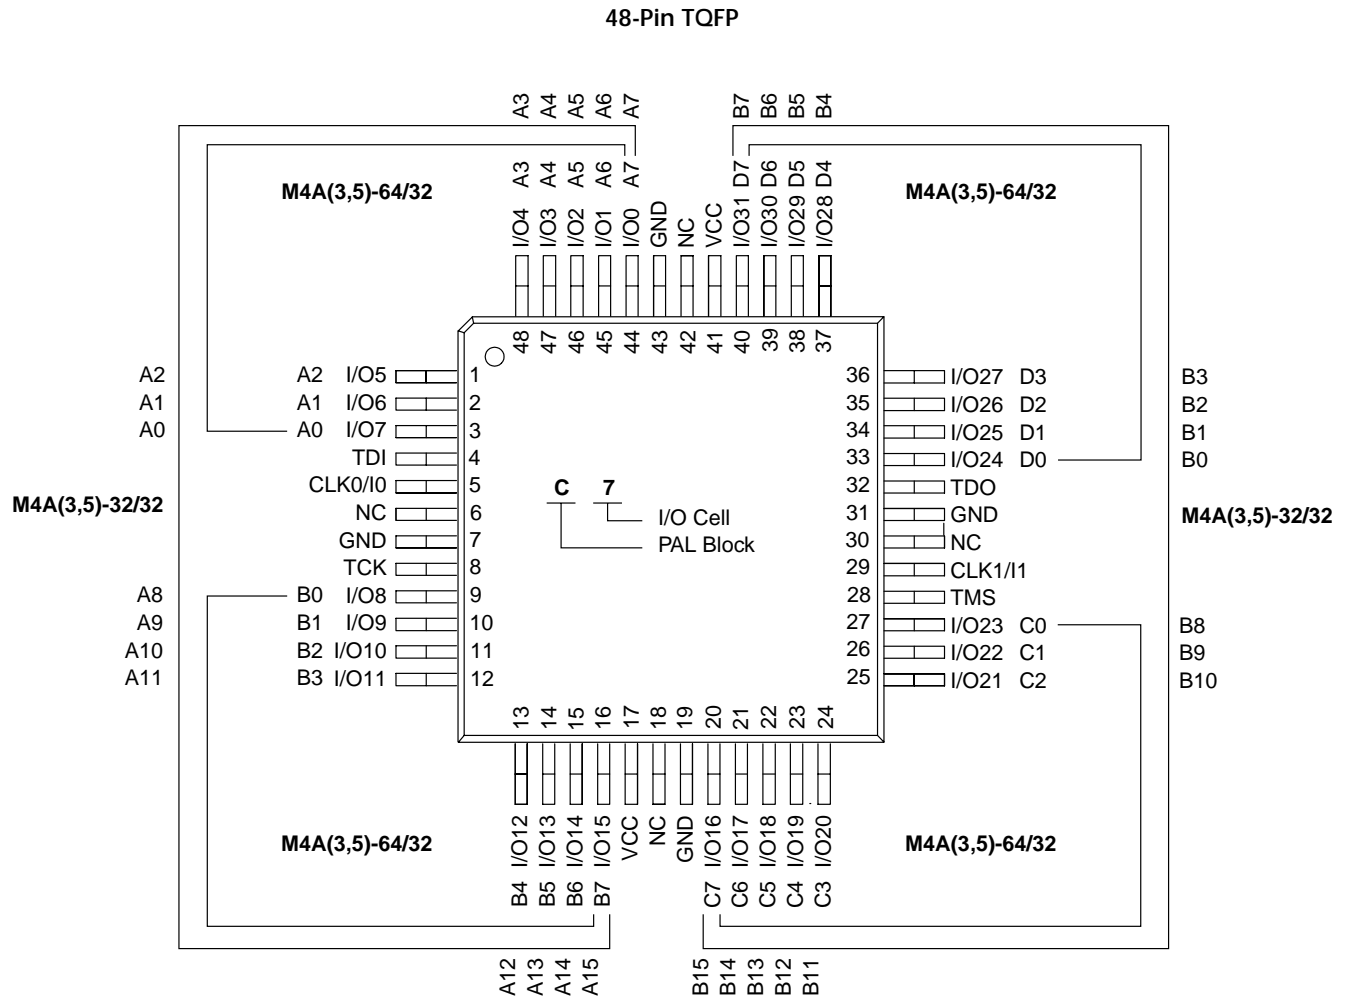 48-Pin TQFP
A3 A4 A5 A6 A7 B7 B6 B5 B4
M4A(3,5)-64/32 A3 A4 A5 A6 A7 D7 D6 D5 D4 M4A(3,5)-64/32
I/O4 I/O3 I/O2 I/O1 I/O0 GND NC VCC I/O31 I/O30 I/O29 I/O28
48 47 46 45 44 43 42 41 40 39 38 37
A2 A2 I/O5 1 36 I/O27 D3 B3
A1 A1 I/O6 2 35 I/O26 D2 B2
A0 A0 I/O7 3 34 I/O25 D1 B1
TDI 4 33 I/O24 D0 B0
CLK0/I0 5 C 7 32 TDO
M4A(3,5)-32/32 NC 6 I/O Cell 31 GND M4A(3,5)-32/32
GND 7 PAL Block 30 NC
TCK 8 29 CLK1/I1
A8 B0 I/O8 9 28 TMS
A9 B1 I/O9 10 27 I/O23 C0 B8
A10 B2 I/O10 11 26 I/O22 C1 B9
A11 B3 I/O11 12 25 I/O21 C2 B10
13 14 15 16 17 18 19 20 21 22 23 24
M4A(3,5)-64/32 I/O12 I/O13 I/O14 I/O15 VCC NC GND I/O16 I/O17 I/O18 I/O19 I/O20 M4A(3,5)-64/32
B4 B5 B6 B7 C7 C6 C5 C4 C3
A12 A13 A14 A15 B15 B14 B13 B12 B11